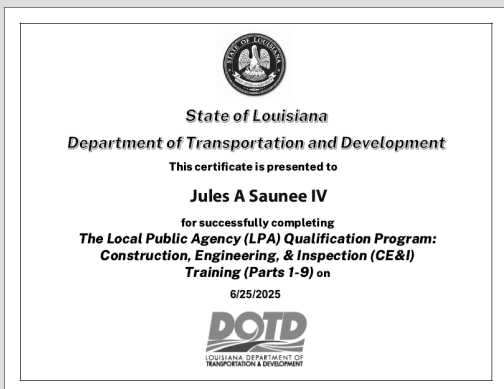 STATE OF LOUISIANA
State of Louisiana
Department of Transportation and Development
This certificate is presented to
Jules A Saunee IV
for successfully completing
The Local Public Agency (LPA) Qualification Program:
Construction, Engineering, & Inspection (CE&I)
Training (Parts 1-9) on
6/25/2025
DOTD
LOUISIANA DEPARTMENT OF
TRANSPORTATION & DEVELOPMENT